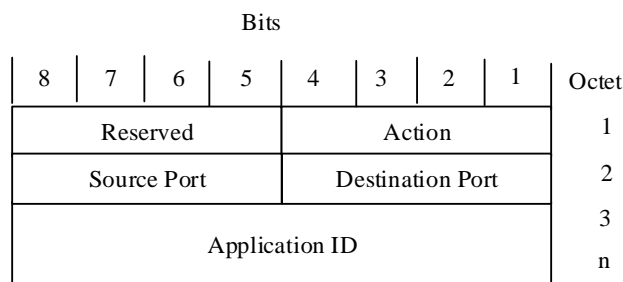 Bits
8 7 6 5 4 3 2 1 Octet
Reserved Action 1
Source Port Destination Port 2
3
Application ID
n